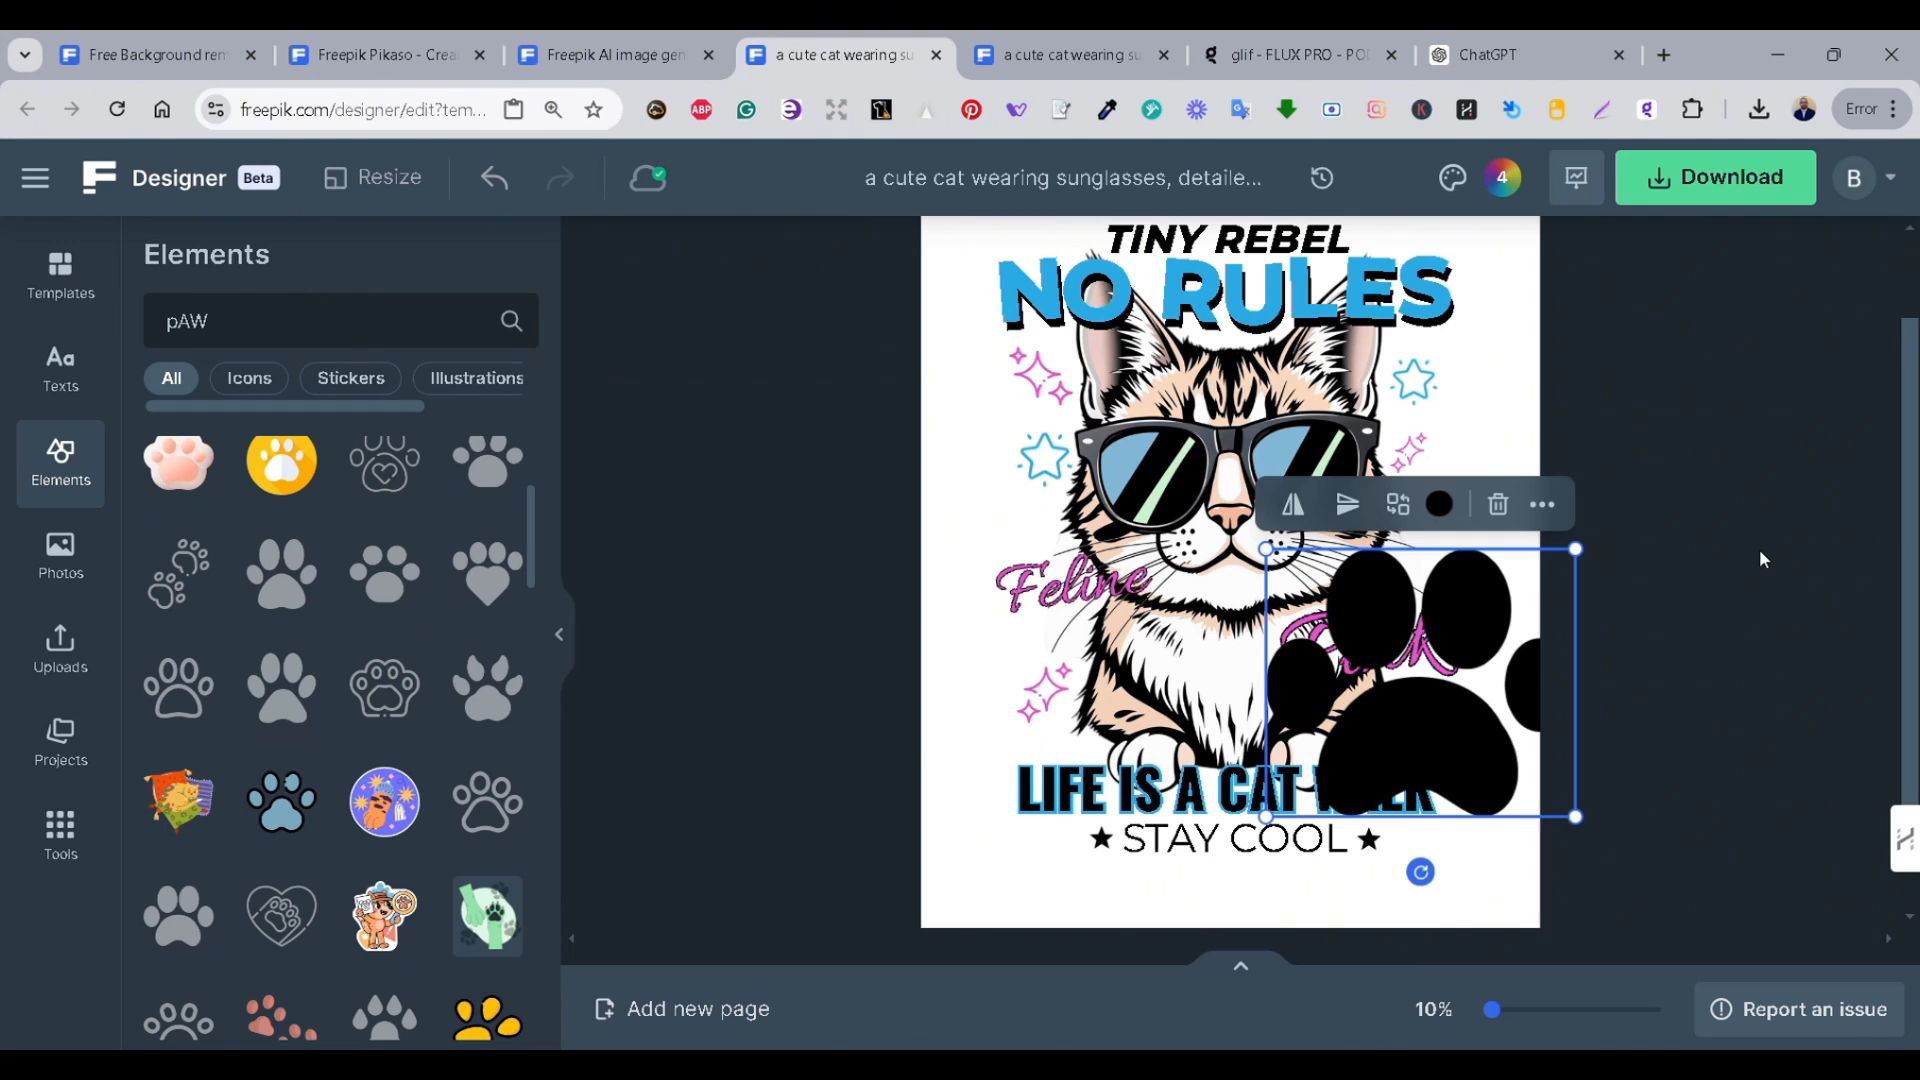 Free Background rem
Freepik Pikaso - Crea
Freepik AI image gen
a cute cat wearing su
a cute cat wearing su
glif - FLUX PRO - POD
ChatGPT
freepik.com/designer/edit?tem...
ABP
Error
Designer
Beta
Resize
a cute cat wearing sunglasses, detaile...
4
Download
B
Elements
pAW
All
Icons
Stickers
Illustrations
Templates
Aa
Texts
Elements
Photos
Uploads
Projects
Tools
TINY REBEL
NO RULES
Feline
LIFE IS A CAT
STAY COOL
Add new page
10%
Report an issue